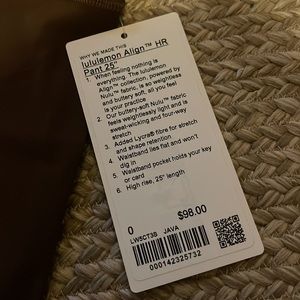 WHY WE MADE THIS
lululemon Align™ HR
Pant 25"
1. When feeling nothing is
everything. The lululemon
Align™ collection, powered by
Nulu™ fabric, is so weightless
and buttery soft, all you feel
is your practice
2. Our buttery-soft Nulu™ fabric
feels weightlessly light and is
sweat-wicking and four-way
stretch
3. Added Lycra® fibre for stretch
and shape retention
4. Waistband lies flat and won't
dig in
5. Waistband pocket holds your key
or card
6. High rise, 25" length
0 $98.00
LW5CT3S JAVA
000142325732